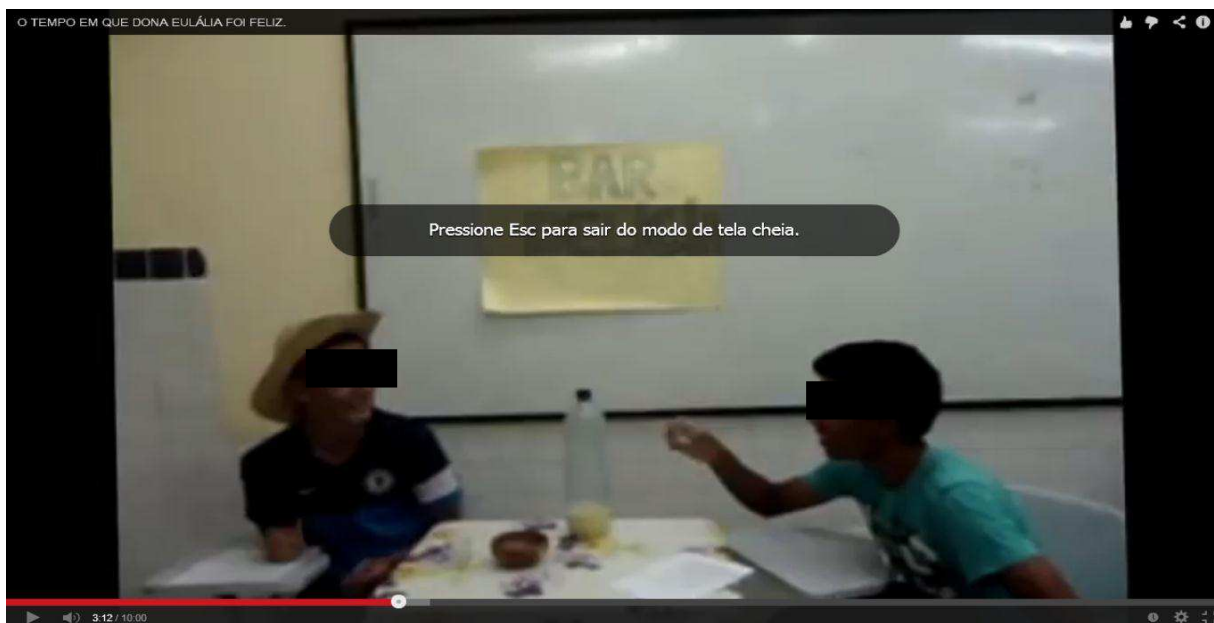 O TEMPO EM QUE DONA EULÁLIA FOI FELIZ.
BAR
Pressione Esc para sair do modo de tela cheia.
3:12 / 10:00